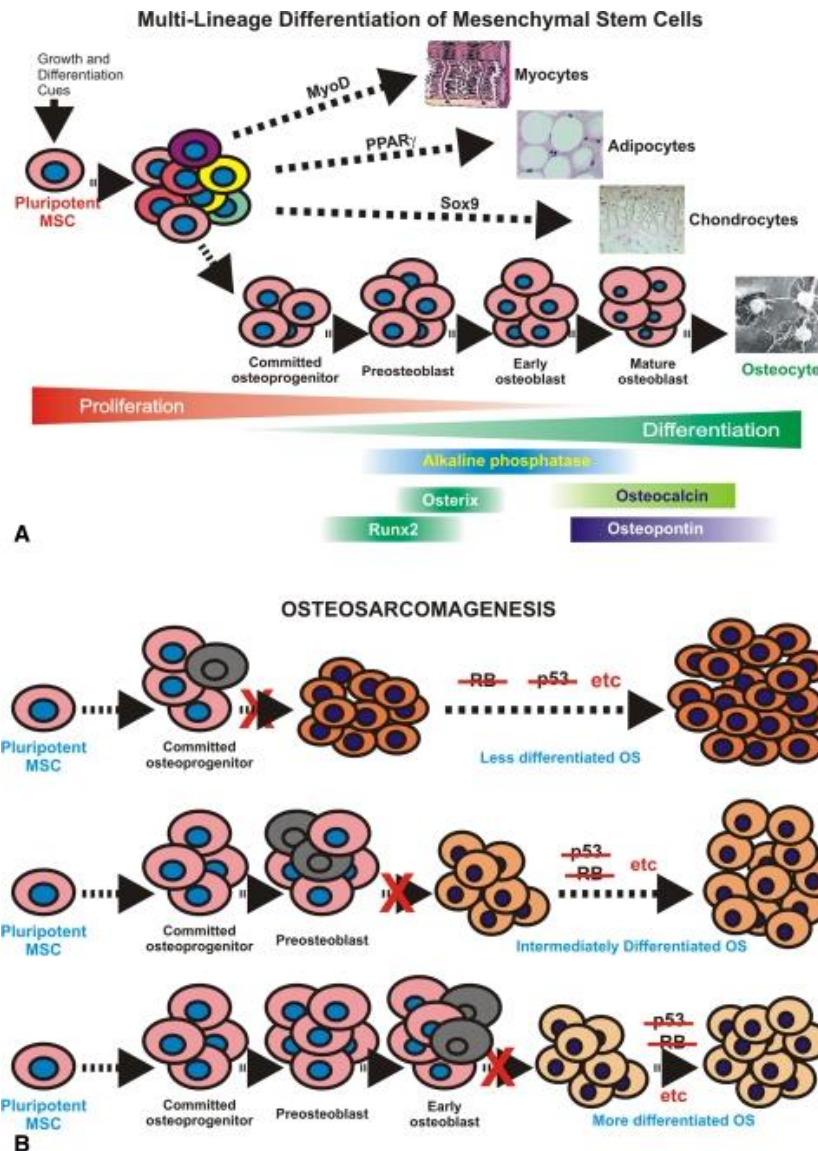 Multi-Lineage Differentiation of Mesenchymal Stem Cells
Growth and
Differentiation
Cues
MyoD
Myocytes
PPARγ
Adipocytes
Pluripotent
MSC
Sox9
Chondrocytes
Committed
osteoprogenitor
Preosteoblast
Early
osteoblast
Mature
osteoblast
Osteocyte
Proliferation
Differentiation
Alkaline phosphatase
Osterix
Osteocalcin
Runx2
Osteopontin
A
OSTEOSARCOMAGENESIS
X
RB p53 etc
Pluripotent
MSC
Committed
osteoprogenitor
Less differentiated OS
X
p53
RB
etc
Pluripotent
MSC
Committed
osteoprogenitor
Preosteoblast
Intermediately Differentiated OS
X
p53
RB
etc
Pluripotent
MSC
Committed
osteoprogenitor
Preosteoblast
Early
osteoblast
More differentiated OS
B